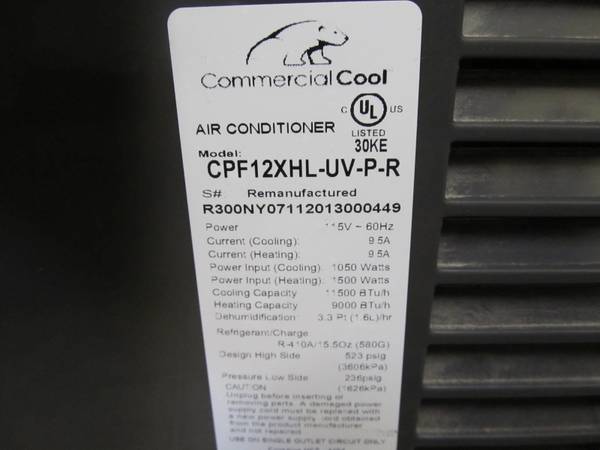 Commercial Cool
C UL US
LISTED
30KE
AIR CONDITIONER
Model:
CPF12XHL-UV-P-R
S# Remanufactured
R300NY07112013000449
Power 115V ~ 60Hz
Current (Cooling): 9.5A
Current (Heating): 9.5A
Power Input (Cooling): 1050 Watts
Power Input (Heating): 1500 Watts
Cooling Capacity 11500 BTu/h
Heating Capacity 9000 BTu/h
Dehumidification: 3.3 Pt (1.6L)/hr
Refrigerant/Charge
R-410A/15.5Oz (580G)
Design High Side 523 psig
(3606kPa)
Pressure Low Side 236psig
CAUTION (1626kPa)
Unplug before inserting or
removing parts. A damaged power
supply cord must be replaced with
a new power supply cord obtained
from the product manufacturer
and not repaired.
USE ON SINGLE OUTLET CIRCUIT ONLY